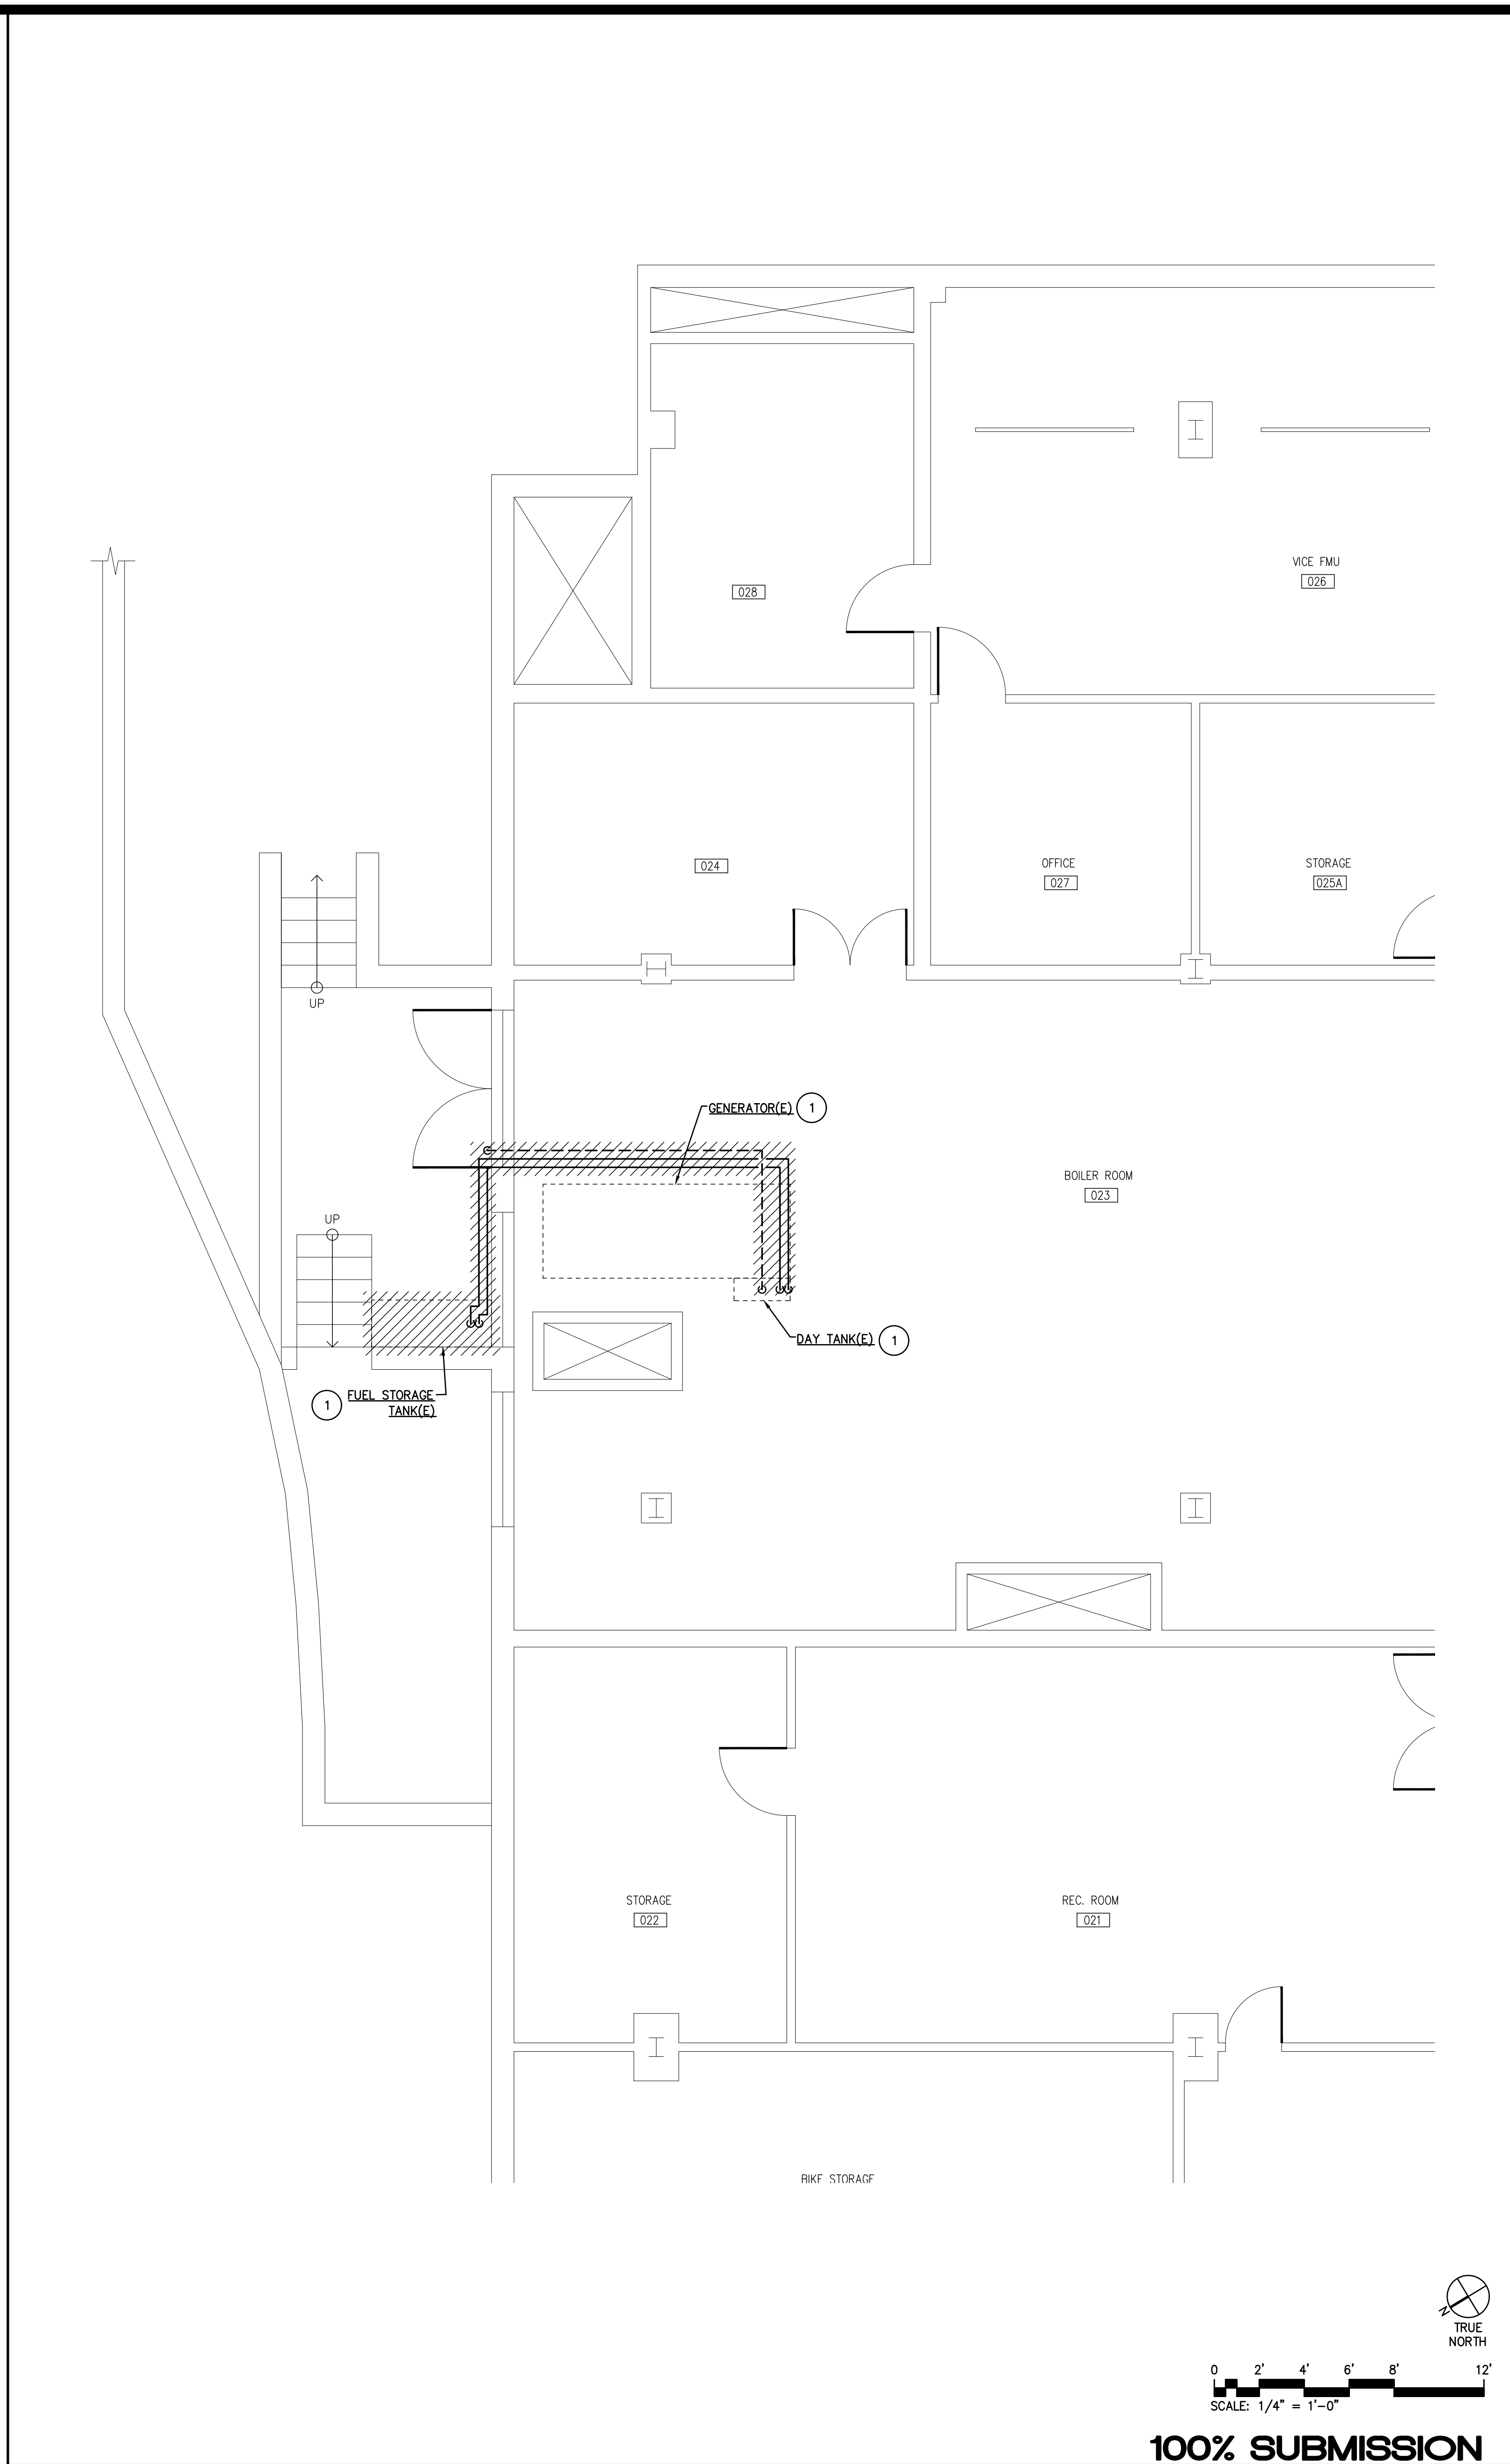 VICE FMU
026
028
024
OFFICE
027
STORAGE
025A
UP
GENERATOR(E) 1
BOILER ROOM
023
UP
DAY TANK(E) 1
1 FUEL STORAGE
TANK(E)
STORAGE
022
REC. ROOM
021
BIKE STORAGE
N
TRUE
NORTH
0 2' 4' 6' 8' 12'
SCALE: 1/4" = 1'-0"
100% SUBMISSION